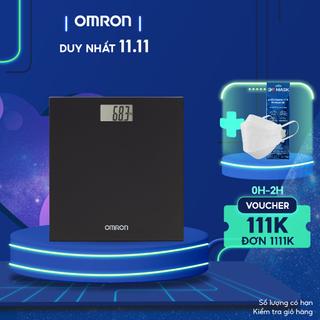 OMRON
DUY NHẤT 11.11
683
OMRON
0H-2H
VOUCHER
111K
ĐƠN 1111K
Số lượng có hạn
Kiểm tra giỏ hàng